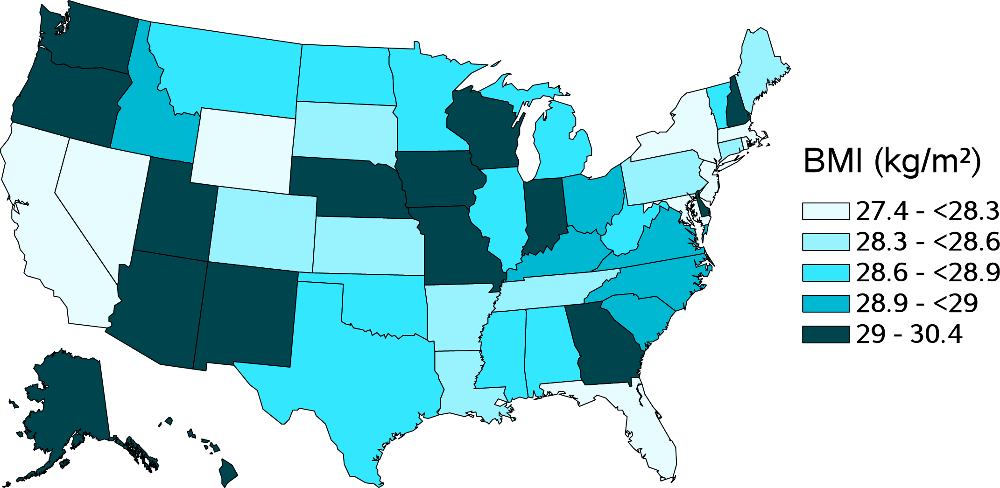 BMI (kg/m²)
27.4 - <28.3
28.3 - <28.6
28.6 - <28.9
28.9 - <29
29 - 30.4